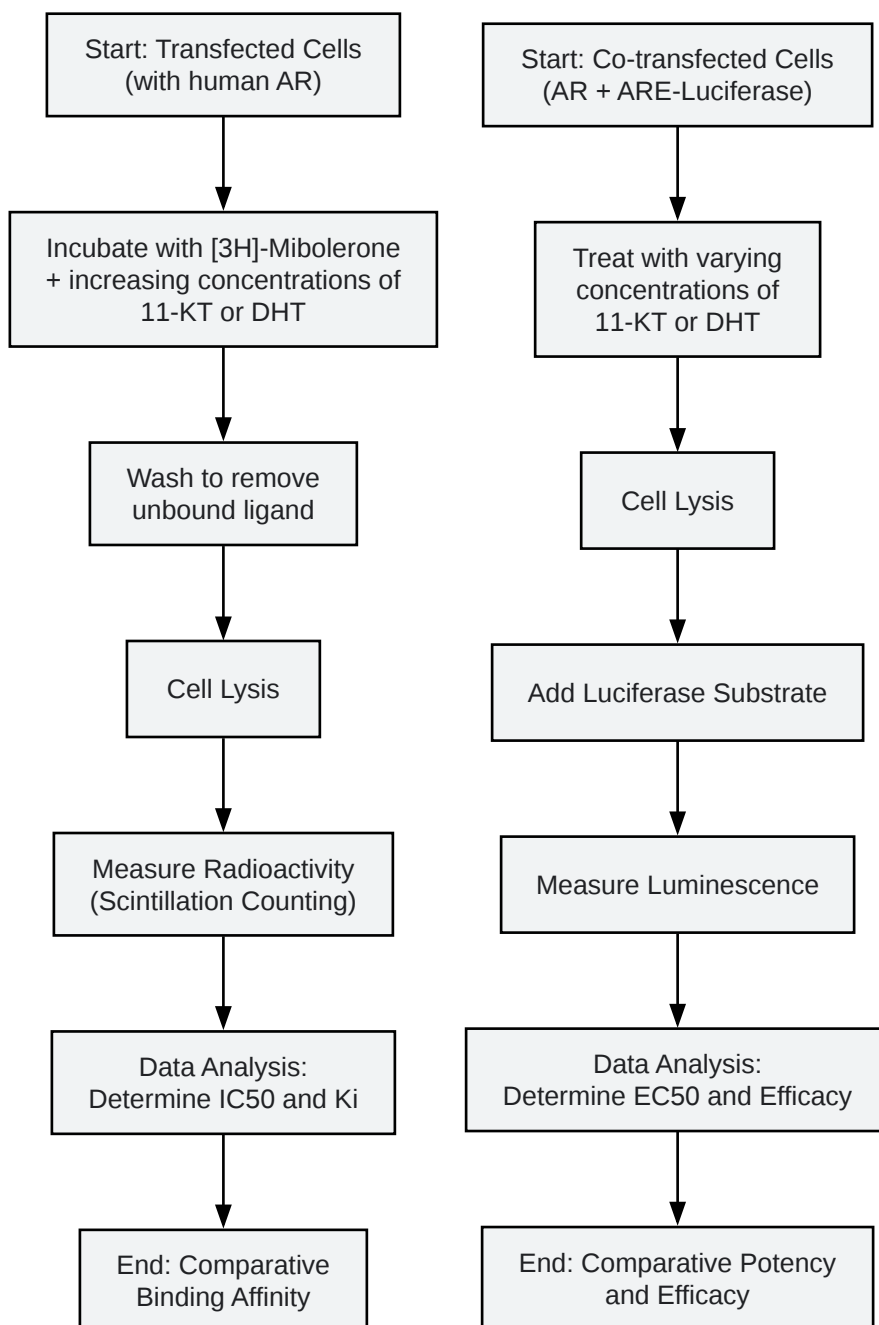 Start: Transfected Cells
(with human AR)
Incubate with [3H]-Mibolerone
+ increasing concentrations of
11-KT or DHT
Wash to remove
unbound ligand
Cell Lysis
Measure Radioactivity
(Scintillation Counting)
Data Analysis:
Determine IC50 and Ki
End: Comparative
Binding Affinity
Start: Co-transfected Cells
(AR + ARE-Luciferase)
Treat with varying
concentrations of
11-KT or DHT
Cell Lysis
Add Luciferase Substrate
Measure Luminescence
Data Analysis:
Determine EC50 and Efficacy
End: Comparative Potency
and Efficacy